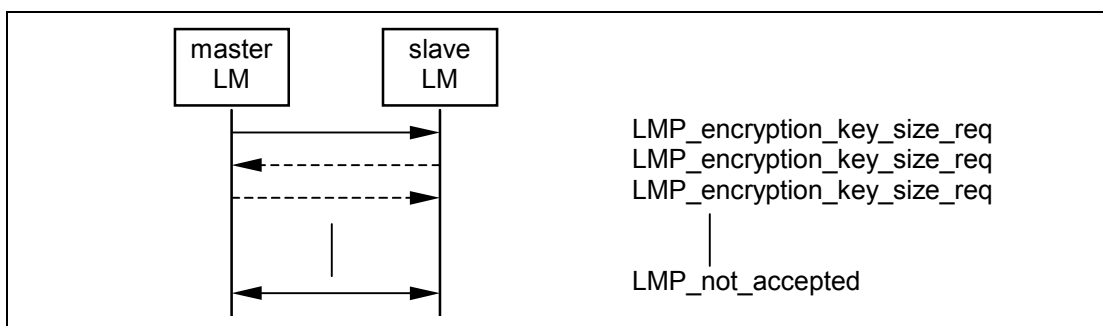 master
LM
slave
LM
LMP_encryption_key_size_req
LMP_encryption_key_size_req
LMP_encryption_key_size_req
LMP_not_accepted